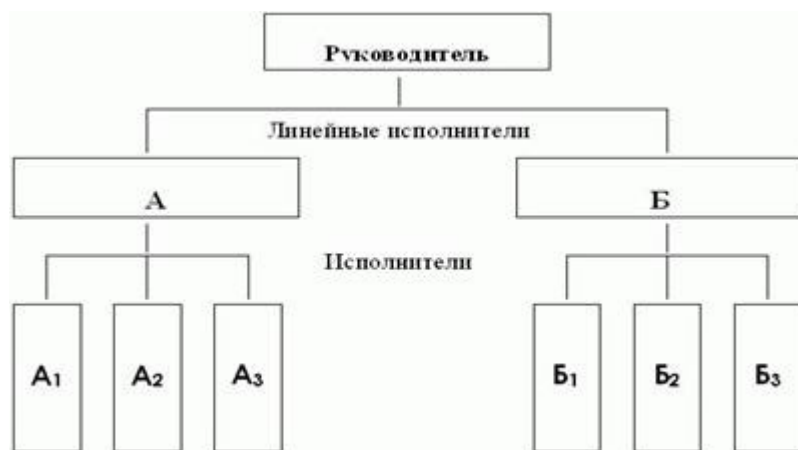 Руководитель
Линейные исполнители
А Б
Исполнители
А1 А2 А3 Б1 Б2 Б3